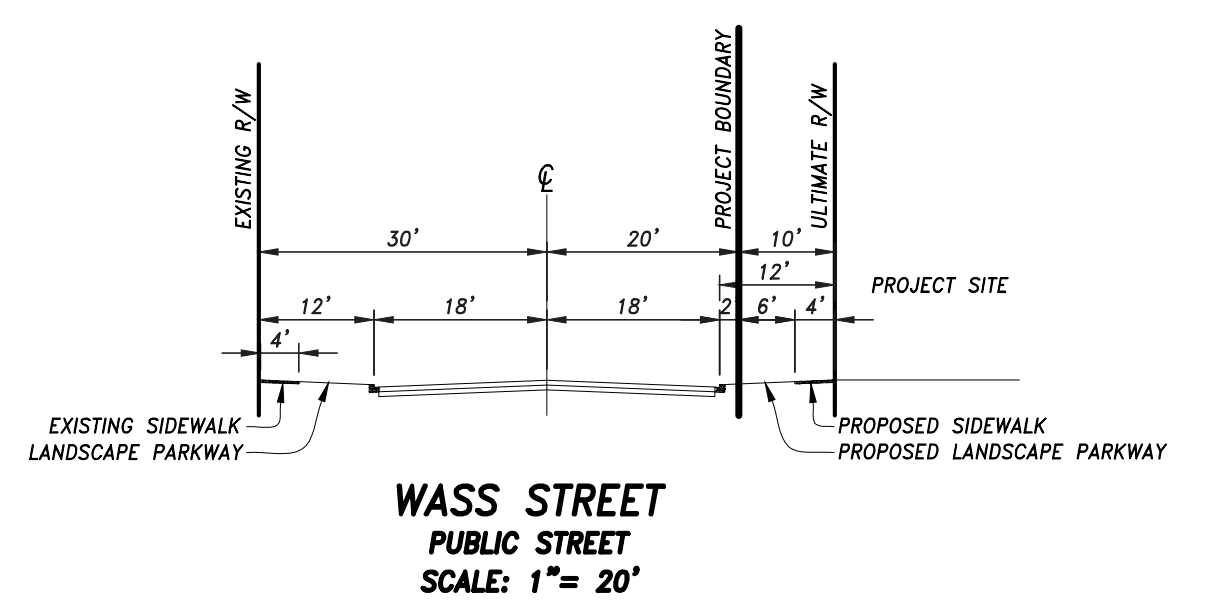 EXISTING R/W
PROJECT BOUNDARY
ULTIMATE R/W
℄
30'
20'
10'
12'
PROJECT SITE
12'
18'
18'
2'
6'
4'
4'
EXISTING SIDEWALK
LANDSCAPE PARKWAY
PROPOSED SIDEWALK
PROPOSED LANDSCAPE PARKWAY
WASS STREET
PUBLIC STREET
SCALE: 1"= 20'